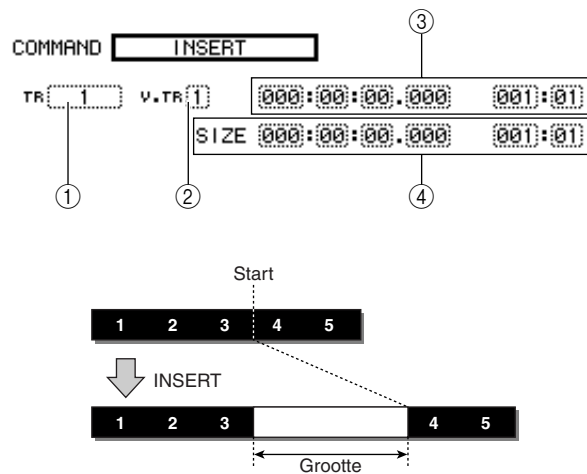 ③
COMMAND INSERT
TR 1 V.TR 1 000:00:00.000 001:01
SIZE 000:00:00.000 001:01
① ② ④
Start
1 2 3 4 5
INSERT
1 2 3 4 5
Grootte